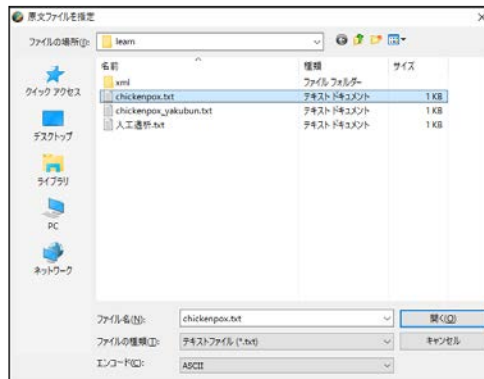 原文ファイルを指定
ファイルの場所(I):
learn
名前
種類
サイズ
xml
ファイル フォルダー
chickenpox.txt
テキスト ドキュメント
1 KB
chickenpox_yakubun.txt
テキスト ドキュメント
1 KB
人工透析.txt
テキスト ドキュメント
1 KB
クイック アクセス
デスクトップ
ライブラリ
PC
ネットワーク
ファイル名(N):
chickenpox.txt
開く(O)
ファイルの種類(T):
テキストファイル (*.txt)
キャンセル
エンコード(C):
ASCII